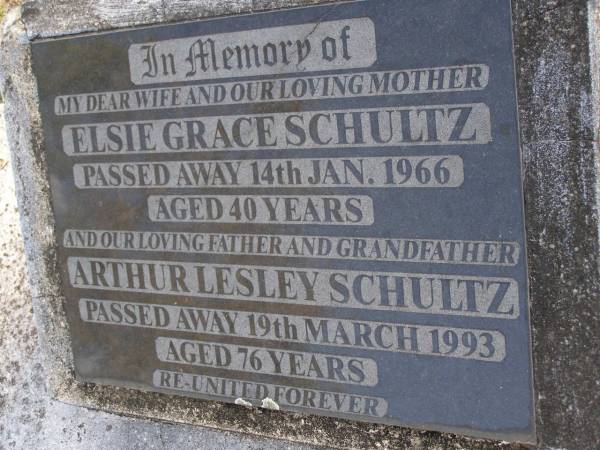 In Memory of
MY DEAR WIFE AND OUR LOVING MOTHER
ELSIE GRACE SCHULTZ
PASSED AWAY 14th JAN. 1966
AGED 40 YEARS
AND OUR LOVING FATHER AND GRANDFATHER
ARTHUR LESLEY SCHULTZ
PASSED AWAY 19th MARCH 1993
AGED 76 YEARS
RE-UNITED FOREVER